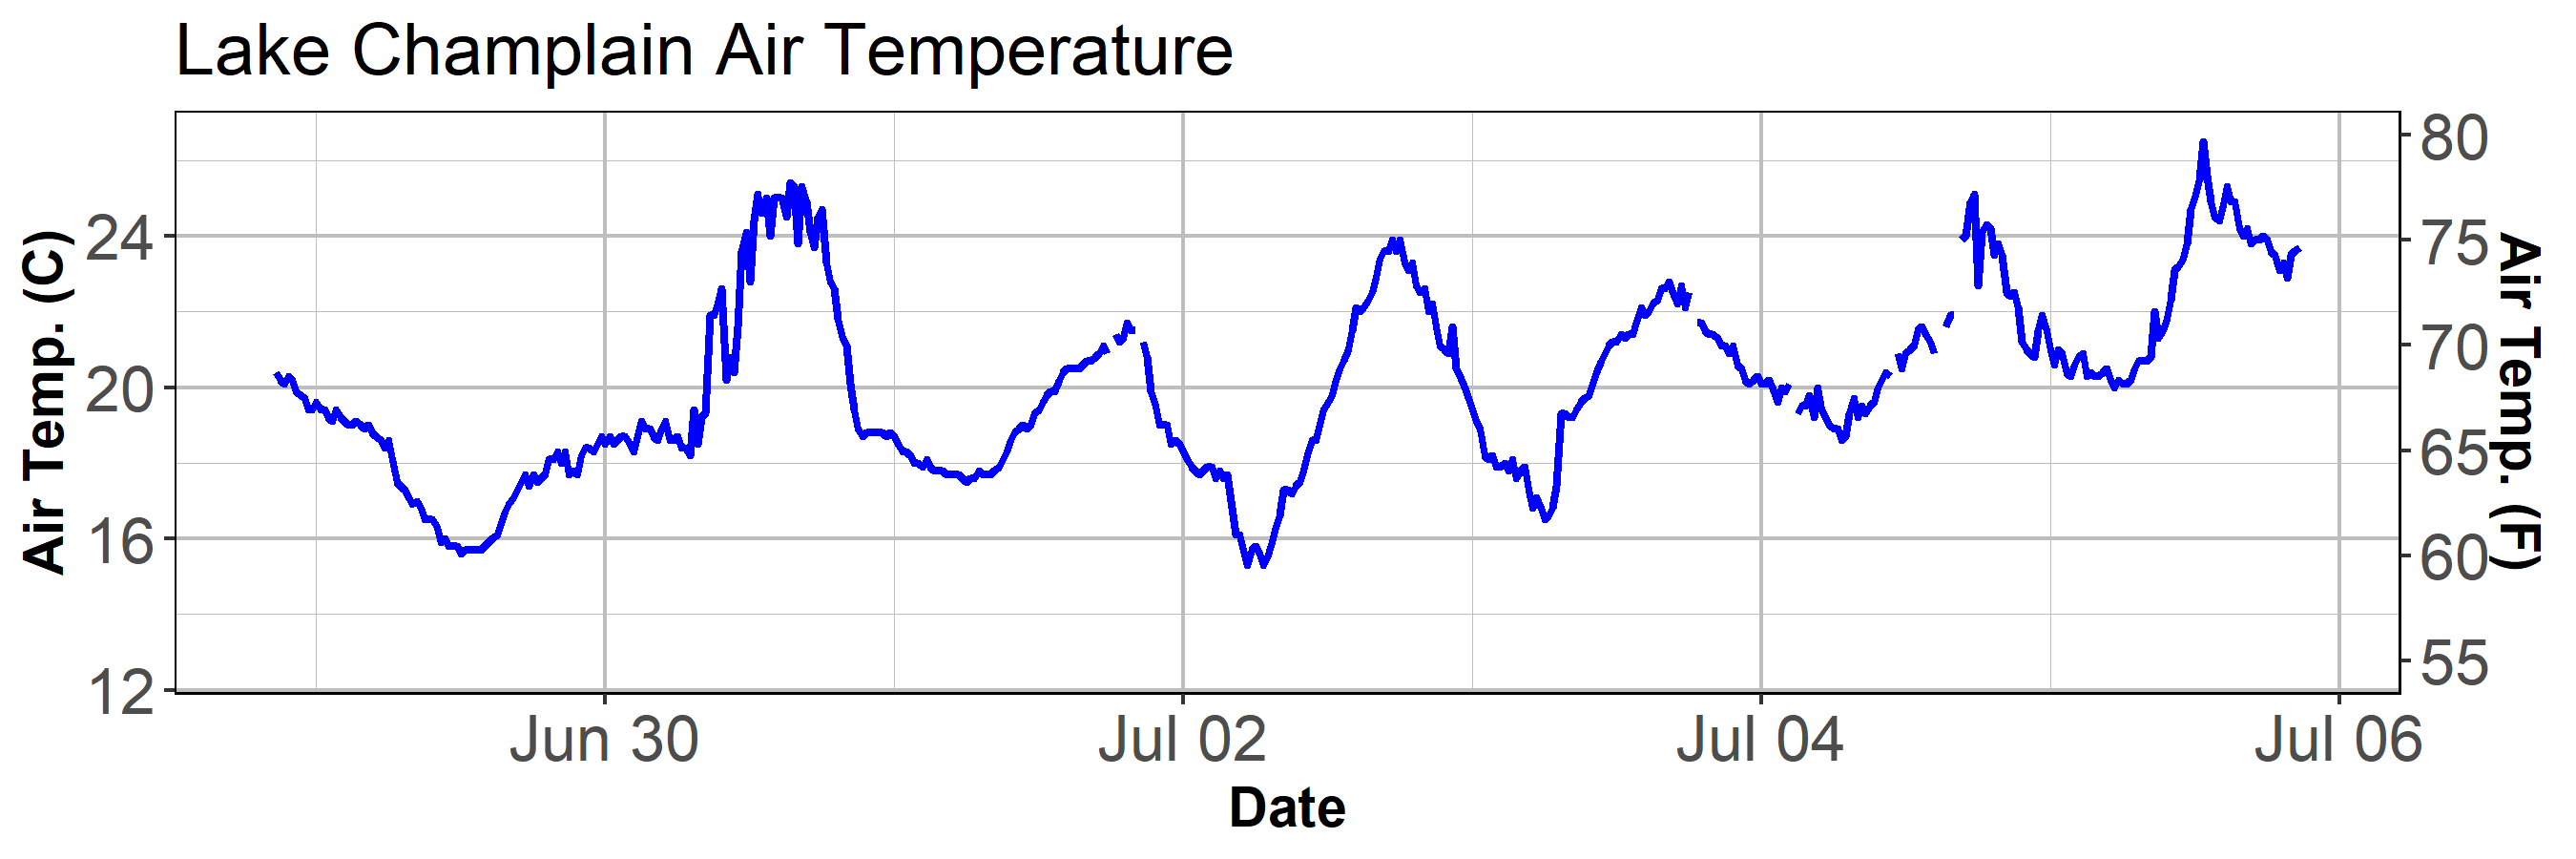 Lake Champlain Air Temperature
Air Temp. (C)
24
20
16
12
80
75
70
65
60
55
Air Temp. (F)
Jun 30
Jul 02
Jul 04
Jul 06
Date